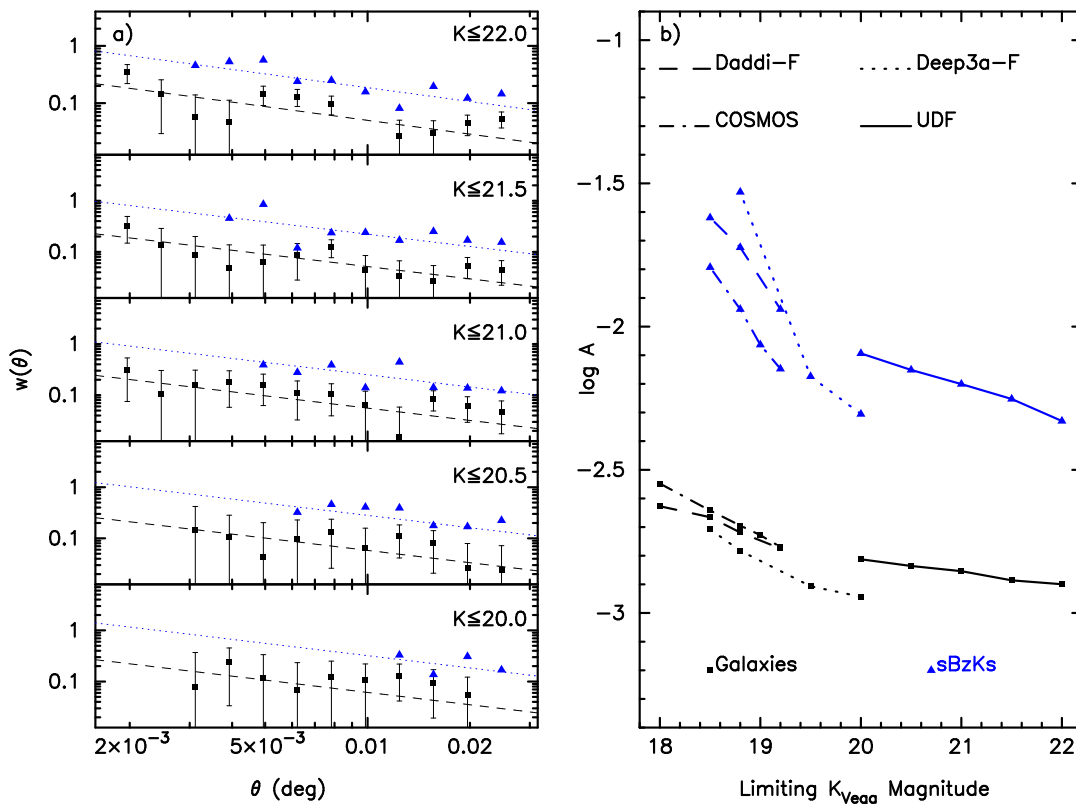 a)
K≦22.0
1
0.1
K≦21.5
1
0.1
K≦21.0
1
0.1
K≦20.5
1
0.1
K≦20.0
1
0.1
w(θ)
2×10⁻³
5×10⁻³
0.01
0.02
θ (deg)
b)
Daddi-F
Deep3a-F
COSMOS
UDF
-1
-1.5
-2
-2.5
-3
log A
Galaxies
sBzKs
18
19
20
21
22
Limiting K_Vega Magnitude